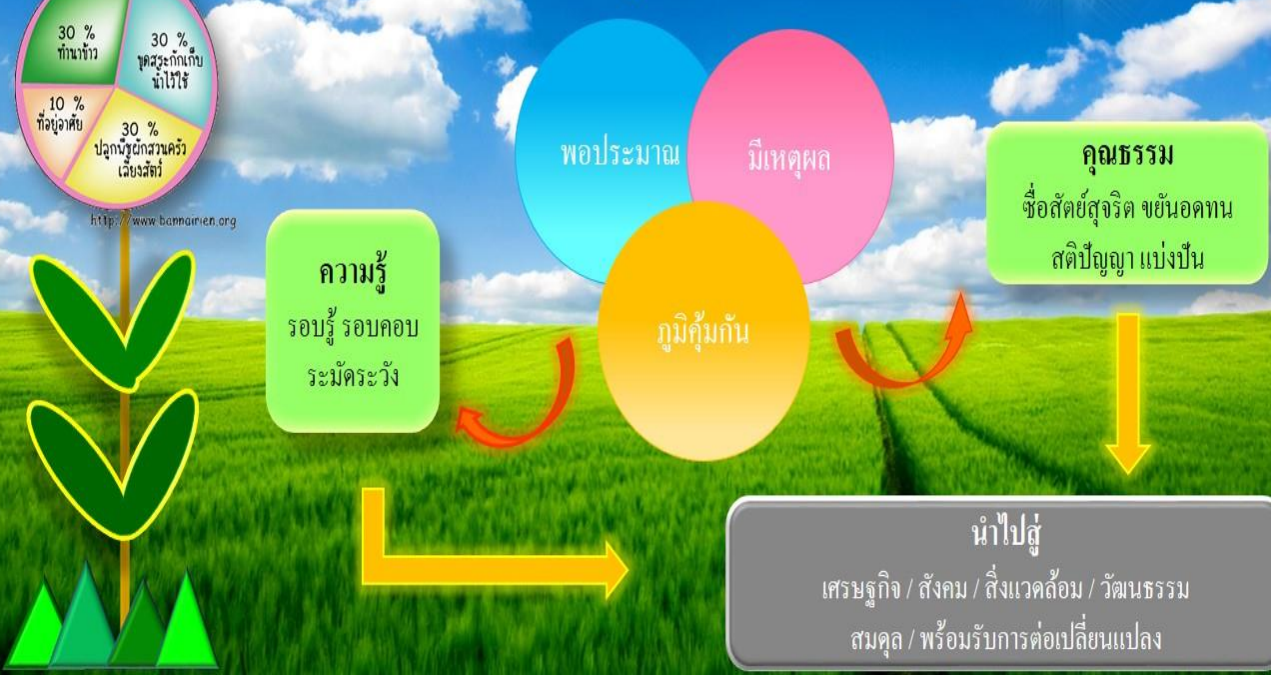 30 %
ทำนาข้าว
30 %
ขุดสระกักเก็บ
น้ำไว้ใช้
10 %
ที่อยู่อาศัย
30 %
ปลูกพืชผักสวนครัว
เลี้ยงสัตว์
http://www.bannairien.org
พอประมาณ
มีเหตุผล
ภูมิคุ้มกัน
ความรู้
รอบรู้ รอบคอบ
ระมัดระวัง
คุณธรรม
ซื่อสัตย์สุจริต ขยันอดทน
สติปัญญา แบ่งปัน
นำไปสู่
เศรษฐกิจ / สังคม / สิ่งแวดล้อม / วัฒนธรรม
สมดุล / พร้อมรับการต่อเปลี่ยนแปลง